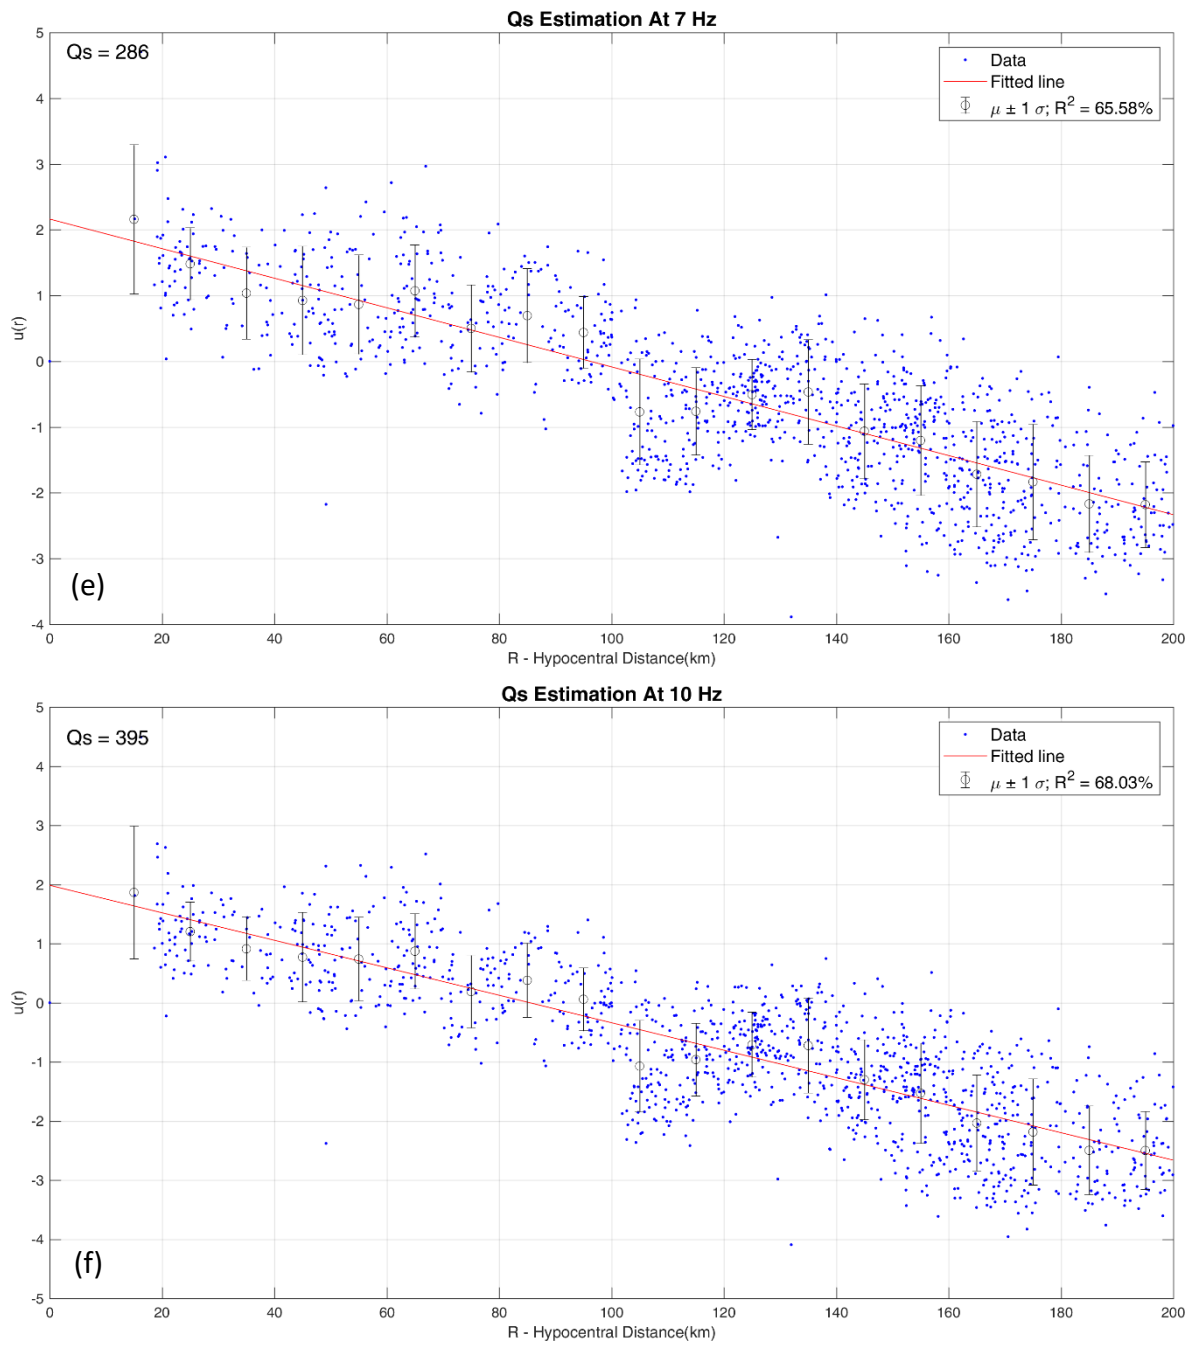 Qs Estimation At 7 Hz
Qs = 286
Data
Fitted line
μ ± 1 σ; R² = 65.58%
5
4
3
2
1
0
-1
-2
-3
-4
u(r)
(e)
0 20 40 60 80 100 120 140 160 180 200
R - Hypocentral Distance(km)
Qs Estimation At 10 Hz
Qs = 395
Data
Fitted line
μ ± 1 σ; R² = 68.03%
5
4
3
2
1
0
-1
-2
-3
-4
-5
u(r)
(f)
0 20 40 60 80 100 120 140 160 180 200
R - Hypocentral Distance(km)